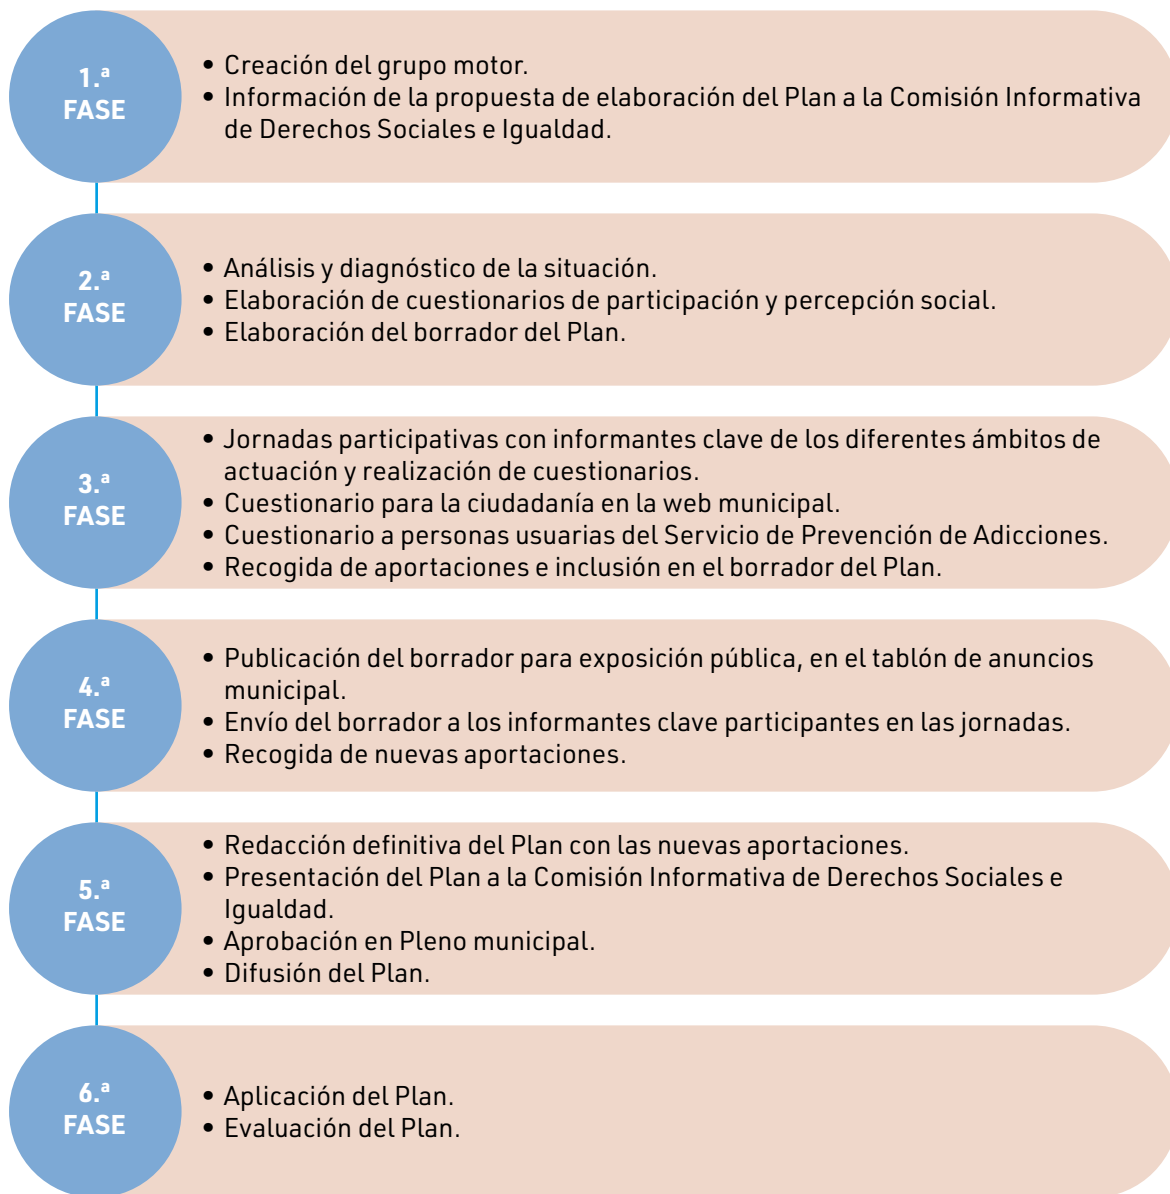 1.ª
FASE
• Creación del grupo motor.
• Información de la propuesta de elaboración del Plan a la Comisión Informativa
de Derechos Sociales e Igualdad.
2.ª
FASE
• Análisis y diagnóstico de la situación.
• Elaboración de cuestionarios de participación y percepción social.
• Elaboración del borrador del Plan.
3.ª
FASE
• Jornadas participativas con informantes clave de los diferentes ámbitos de
actuación y realización de cuestionarios.
• Cuestionario para la ciudadanía en la web municipal.
• Cuestionario a personas usuarias del Servicio de Prevención de Adicciones.
• Recogida de aportaciones e inclusión en el borrador del Plan.
4.ª
FASE
• Publicación del borrador para exposición pública, en el tablón de anuncios
municipal.
• Envío del borrador a los informantes clave participantes en las jornadas.
• Recogida de nuevas aportaciones.
5.ª
FASE
• Redacción definitiva del Plan con las nuevas aportaciones.
• Presentación del Plan a la Comisión Informativa de Derechos Sociales e
Igualdad.
• Aprobación en Pleno municipal.
• Difusión del Plan.
6.ª
FASE
• Aplicación del Plan.
• Evaluación del Plan.